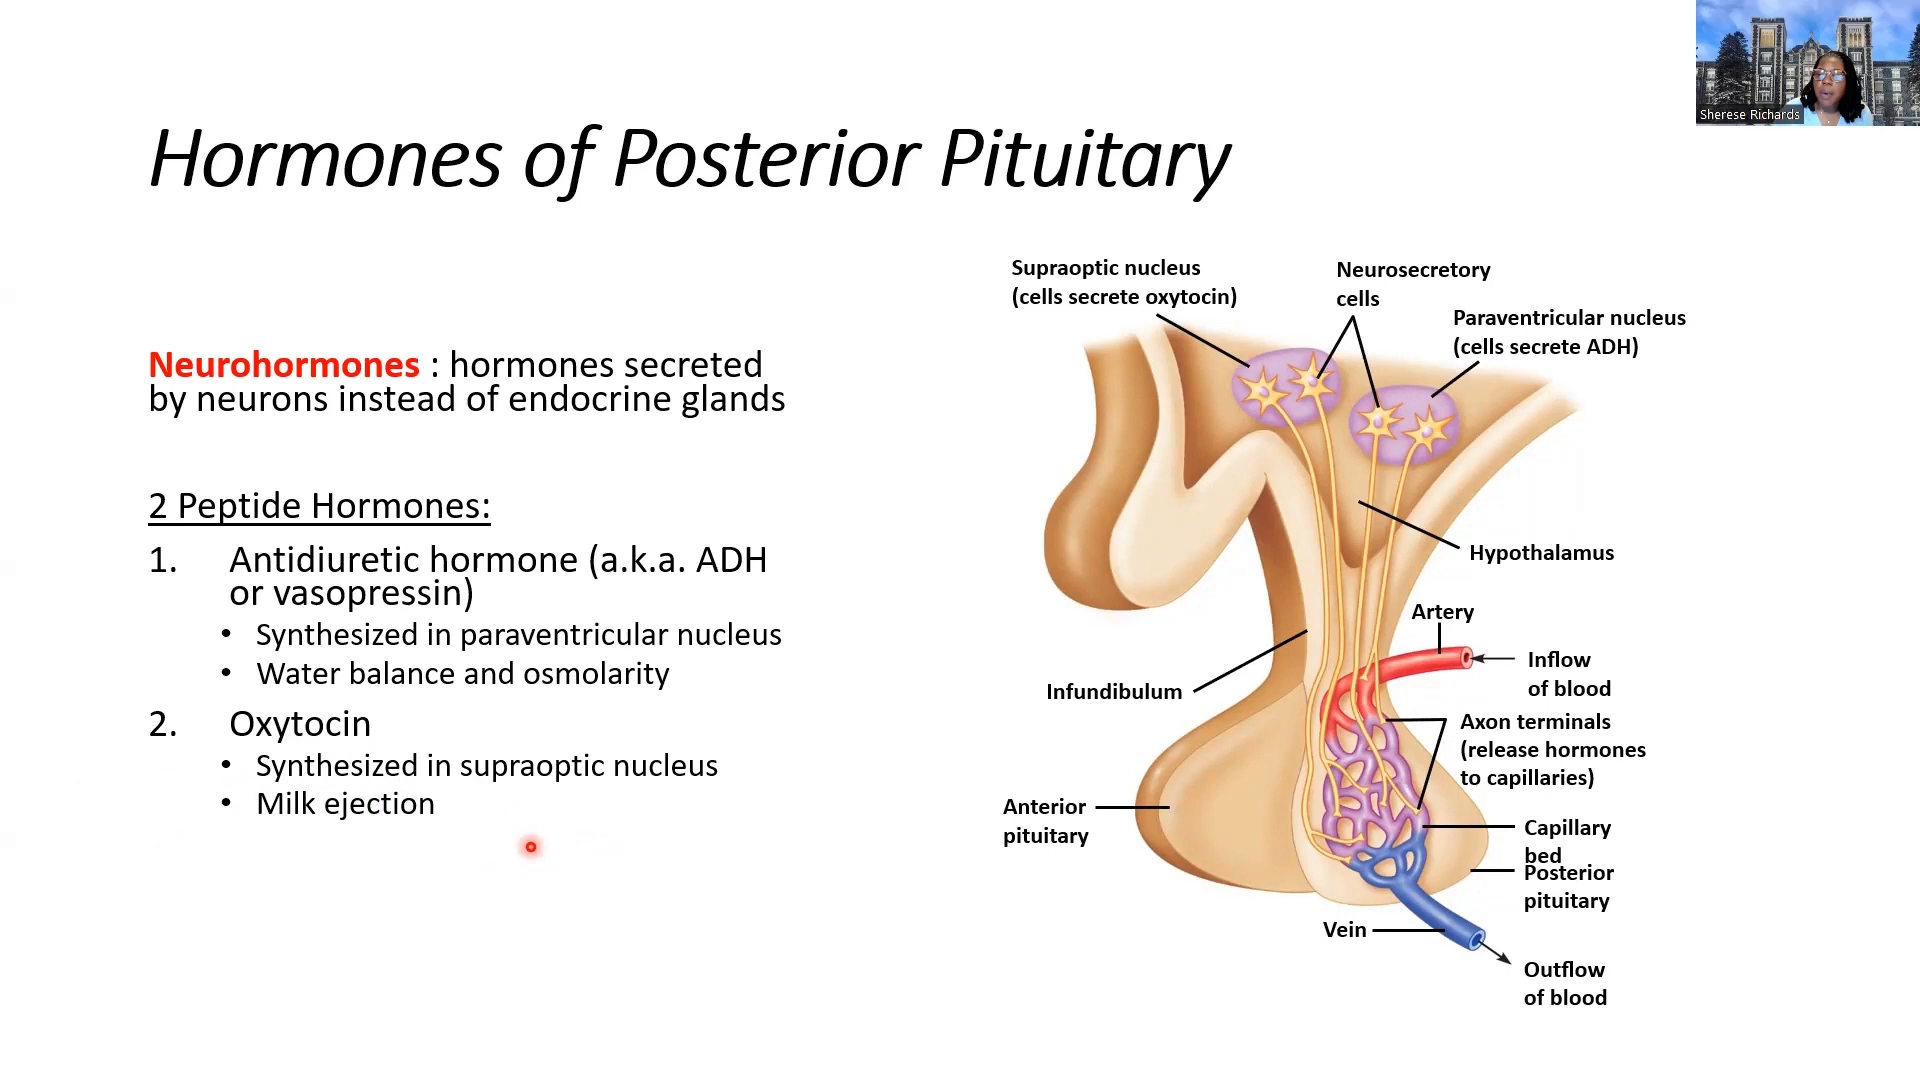 Sherese Richards
Hormones of Posterior Pituitary
Neurohormones : hormones secreted
by neurons instead of endocrine glands
2 Peptide Hormones:
1. Antidiuretic hormone (a.k.a. ADH
or vasopressin)
• Synthesized in paraventricular nucleus
• Water balance and osmolarity
2. Oxytocin
• Synthesized in supraoptic nucleus
• Milk ejection
Supraoptic nucleus
(cells secrete oxytocin)
Neurosecretory
cells
Paraventricular nucleus
(cells secrete ADH)
Hypothalamus
Artery
Inflow
of blood
Infundibulum
Axon terminals
(release hormones
to capillaries)
Anterior
pituitary
Capillary
bed
Posterior
pituitary
Vein
Outflow
of blood